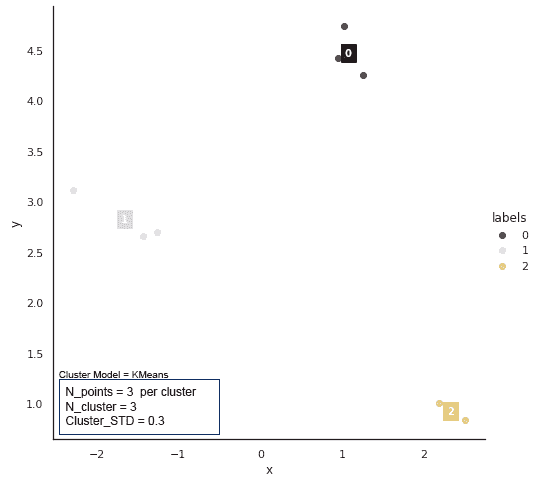 4.5
4.0
3.5
3.0
2.5
2.0
1.5
1.0
y
0
1
2
labels
0
1
2
Cluster Model = KMeans
N_points = 3 per cluster
N_cluster = 3
Cluster_STD = 0.3
−2
−1
0
1
2
x